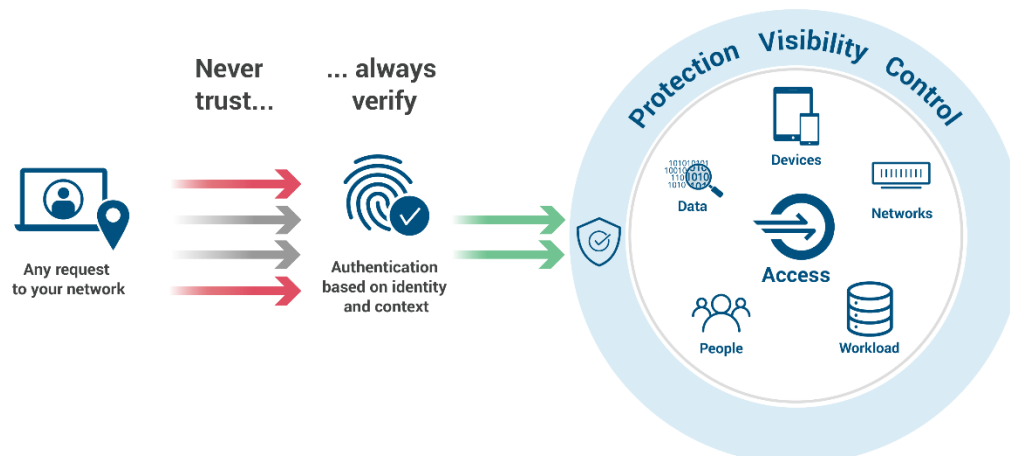 Never
trust...
... always
verify
Any request
to your network
Authentication
based on identity
and context
Protection Visibility Control
Devices
Data
Networks
Access
People
Workload